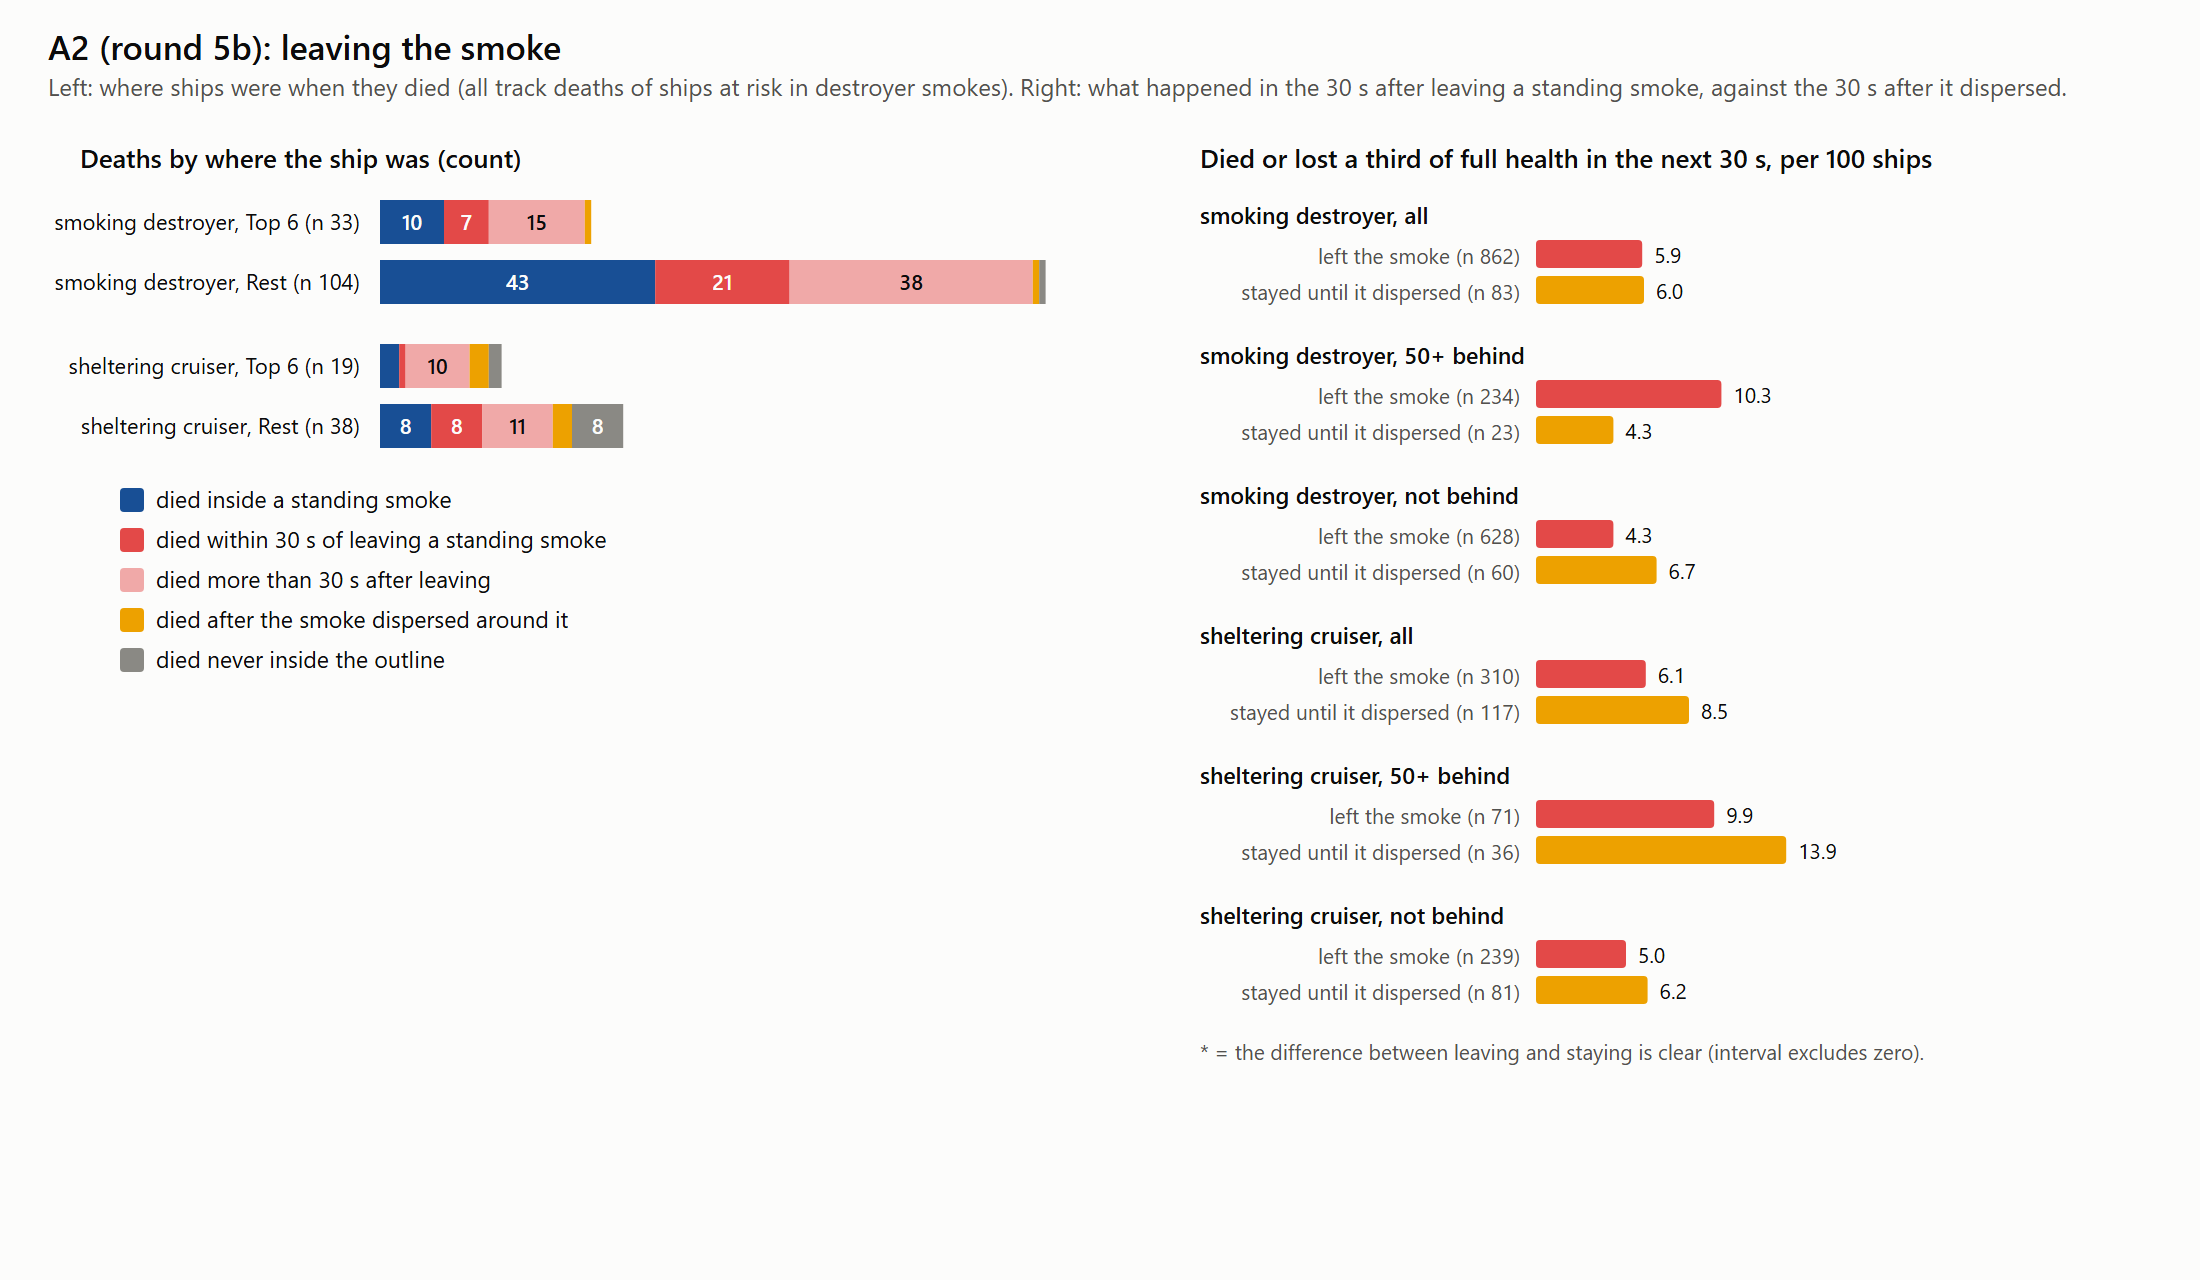 A2 (round 5b): leaving the smoke
Left: where ships were when they died (all track deaths of ships at risk in destroyer smokes). Right: what happened in the 30 s after leaving a standing smoke, against the 30 s after it dispersed.
Deaths by where the ship was (count)
smoking destroyer, Top 6 (n 33) 10 7 15
smoking destroyer, Rest (n 104) 43 21 38
sheltering cruiser, Top 6 (n 19) 10
sheltering cruiser, Rest (n 38) 8 8 11 8
died inside a standing smoke
died within 30 s of leaving a standing smoke
died more than 30 s after leaving
died after the smoke dispersed around it
died never inside the outline
Died or lost a third of full health in the next 30 s, per 100 ships
smoking destroyer, all
left the smoke (n 862) 5.9
stayed until it dispersed (n 83) 6.0
smoking destroyer, 50+ behind
left the smoke (n 234) 10.3
stayed until it dispersed (n 23) 4.3
smoking destroyer, not behind
left the smoke (n 628) 4.3
stayed until it dispersed (n 60) 6.7
sheltering cruiser, all
left the smoke (n 310) 6.1
stayed until it dispersed (n 117) 8.5
sheltering cruiser, 50+ behind
left the smoke (n 71) 9.9
stayed until it dispersed (n 36) 13.9
sheltering cruiser, not behind
left the smoke (n 239) 5.0
stayed until it dispersed (n 81) 6.2
* = the difference between leaving and staying is clear (interval excludes zero).